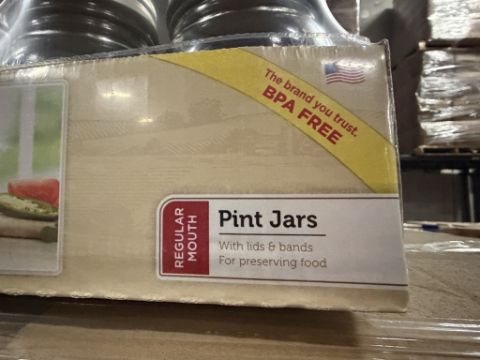 The brand you trust.
BPA FREE
REGULAR
MOUTH
Pint Jars
With lids & bands
For preserving food